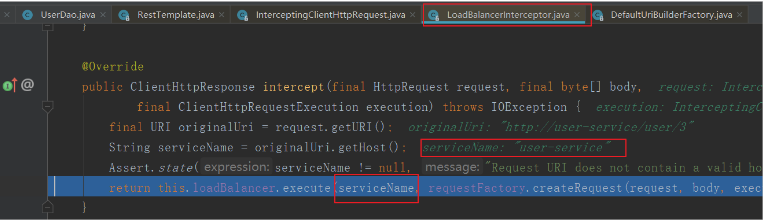 UserDao.java × RestTemplate.java × InterceptingClientHttpRequest.java × LoadBalancerInterceptor.java × DefaultUriBuilderFactory.java ×
}
@Override
public ClientHttpResponse intercept(final HttpRequest request, final byte[] body, request: Interc
final ClientHttpRequestExecution execution) throws IOException { execution: InterceptingC
final URI originalUri = request.getURI(); originalUri: "http://user-service/user/3"
String serviceName = originalUri.getHost(); serviceName: "user-service"
Assert.state( expression: serviceName != null, message: "Request URI does not contain a valid ho
return this.loadBalancer.execute(serviceName, requestFactory.createRequest(request, body, exec
}